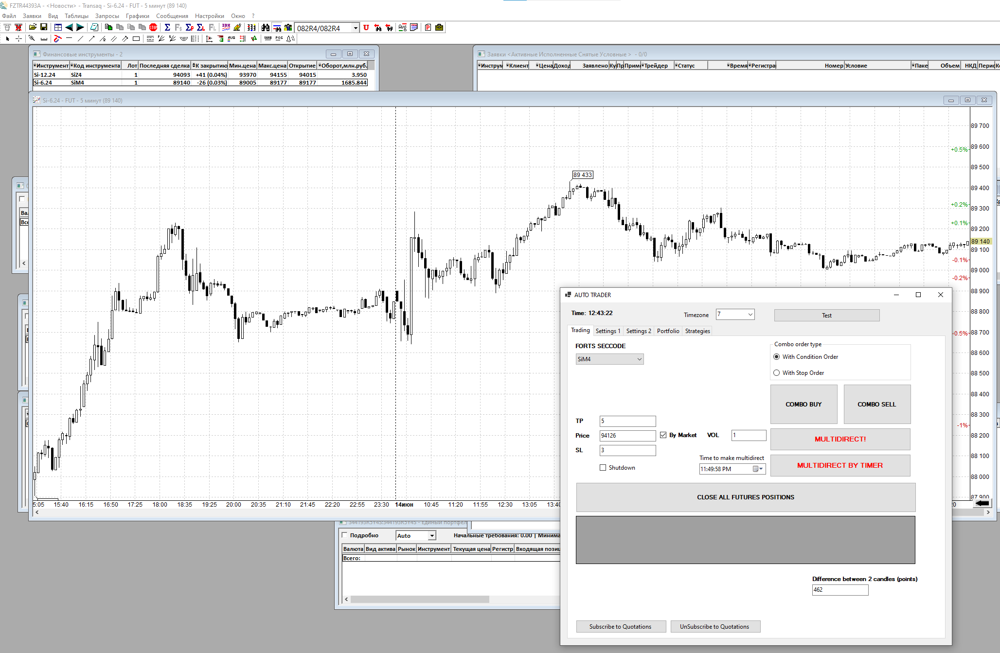 FZTR44393A - <Новости> - Transaq - Si-6.24 - FUT - 5 минут (89 140)
Файл Заявки Вид Таблицы Запросы Графики Сообщения Настройки Окно ?
082R4/082R4
Финансовые инструменты - 2
Инструмент Код инструмента Лот Последняя сделка К закрытию Мин.цена Макс.цена Открытие Оборот,млн.руб.
Si-12.24 SiZ4 1 94093 +41 (0.04%) 93970 94155 94015 3.950
Si-6.24 SiM4 1 89140 -26 (0.03%) 89005 89177 89177 1685.844
Заявки <Активные Исполненные Снятые Условные > - 0/0
Инструм Клиент Цена Доход Заявлено Ку Пр Прим Трейдер Статус Время Регистра Номер Условие Паке Объем НКД Перис
Si-6.24 - FUT - 5 минут (89 140)
89 700
89 600
+0.5%
89 500
89 433
89 400
+0.2%
89 300
+0.1%
89 200
89 140
89 100
-0.1%
89 000
-0.2%
88 900
88 800
88 700
-0.5%
88 600
88 500
88 400
88 300
-1%
88 200
88 100
88 000
87 900
5:05 15:40 16:15 16:50 17:25 18:00 18:35 19:25 20:00 20:35 21:10 21:45 22:20 22:55 23:30 14июн 10:45 11:20 11:55 12:30 13:05 13:40
Вал
Все
AUTO TRADER
Time: 12:43:22
Timezone 7
Test
Trading Settings 1 Settings 2 Portfolio Strategies
FORTS SECCODE
SiM4
Combo order type
With Condition Order
With Stop Order
COMBO BUY COMBO SELL
TP 5
Price 94126 By Market VOL 1
SL 3
MULTIDIRECT!
Time to make multidirect
11:49:58 PM
MULTIDIRECT BY TIMER
Shutdown
CLOSE ALL FUTURES POSITIONS
Difference between 2 candles (points)
462
Subscribe to Quotations UnSubscribe to Quotations
Единый портфел
Подробно Auto Начальные требования: 0.00 | Минима
Валюта Вид актива Рынок Инструмент Текущая цена Регистр Входящая позиц
Всего: